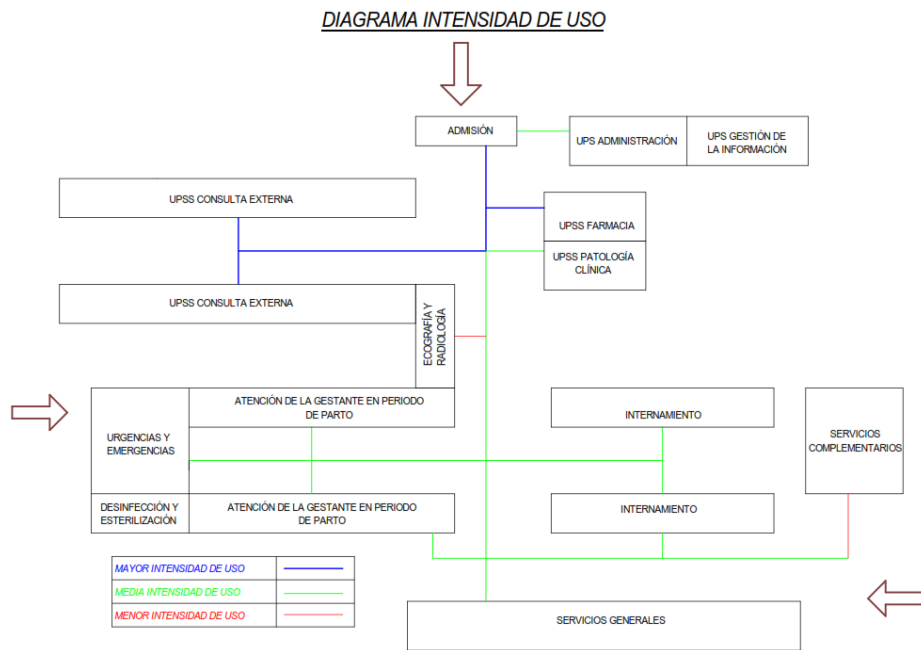 DIAGRAMA INTENSIDAD DE USO
ADMISIÓN
UPS ADMINISTRACIÓN
UPS GESTIÓN DE
LA INFORMACIÓN
UPSS CONSULTA EXTERNA
UPSS FARMACIA
UPSS PATOLOGÍA
CLÍNICA
UPSS CONSULTA EXTERNA
ECOGRAFÍA Y
RADIOLOGÍA
URGENCIAS Y
EMERGENCIAS
ATENCIÓN DE LA GESTANTE EN PERIODO
DE PARTO
INTERNAMIENTO
SERVICIOS
COMPLEMENTARIOS
DESINFECCIÓN Y
ESTERILIZACIÓN
ATENCIÓN DE LA GESTANTE EN PERIODO
DE PARTO
INTERNAMIENTO
MAYOR INTENSIDAD DE USO
MEDIA INTENSIDAD DE USO
MENOR INTENSIDAD DE USO
SERVICIOS GENERALES